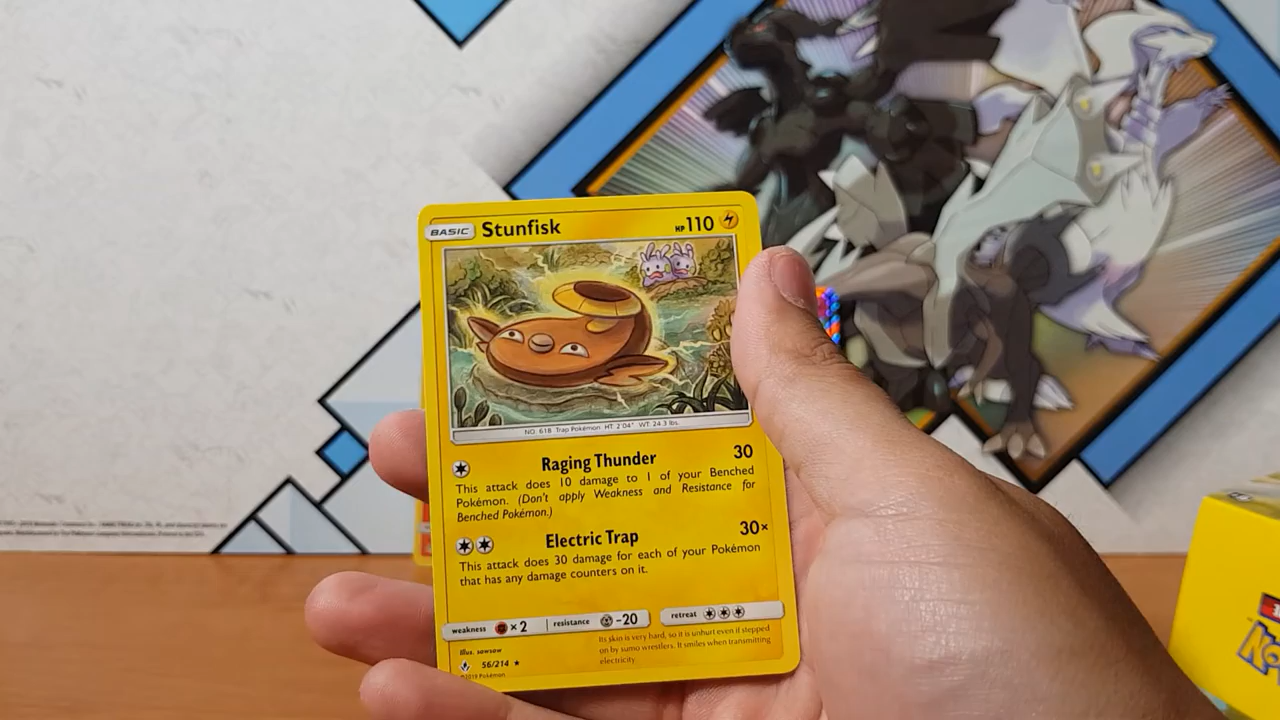 BASIC Stunfisk HP 110
NO. 618 Trap Pokémon HT: 2'04" WT: 24.3 lbs.
Raging Thunder 30
This attack does 10 damage to 1 of your Benched
Pokémon. (Don't apply Weakness and Resistance for
Benched Pokémon.)
Electric Trap 30×
This attack does 30 damage for each of your Pokémon
that has any damage counters on it.
weakness ×2 resistance -20 retreat
Its skin is very hard, so it is unhurt even if stepped
on by sumo wrestlers. It smiles when transmitting
electricity.
Illus. sowsow
56/214 ★
©2018 Pokémon